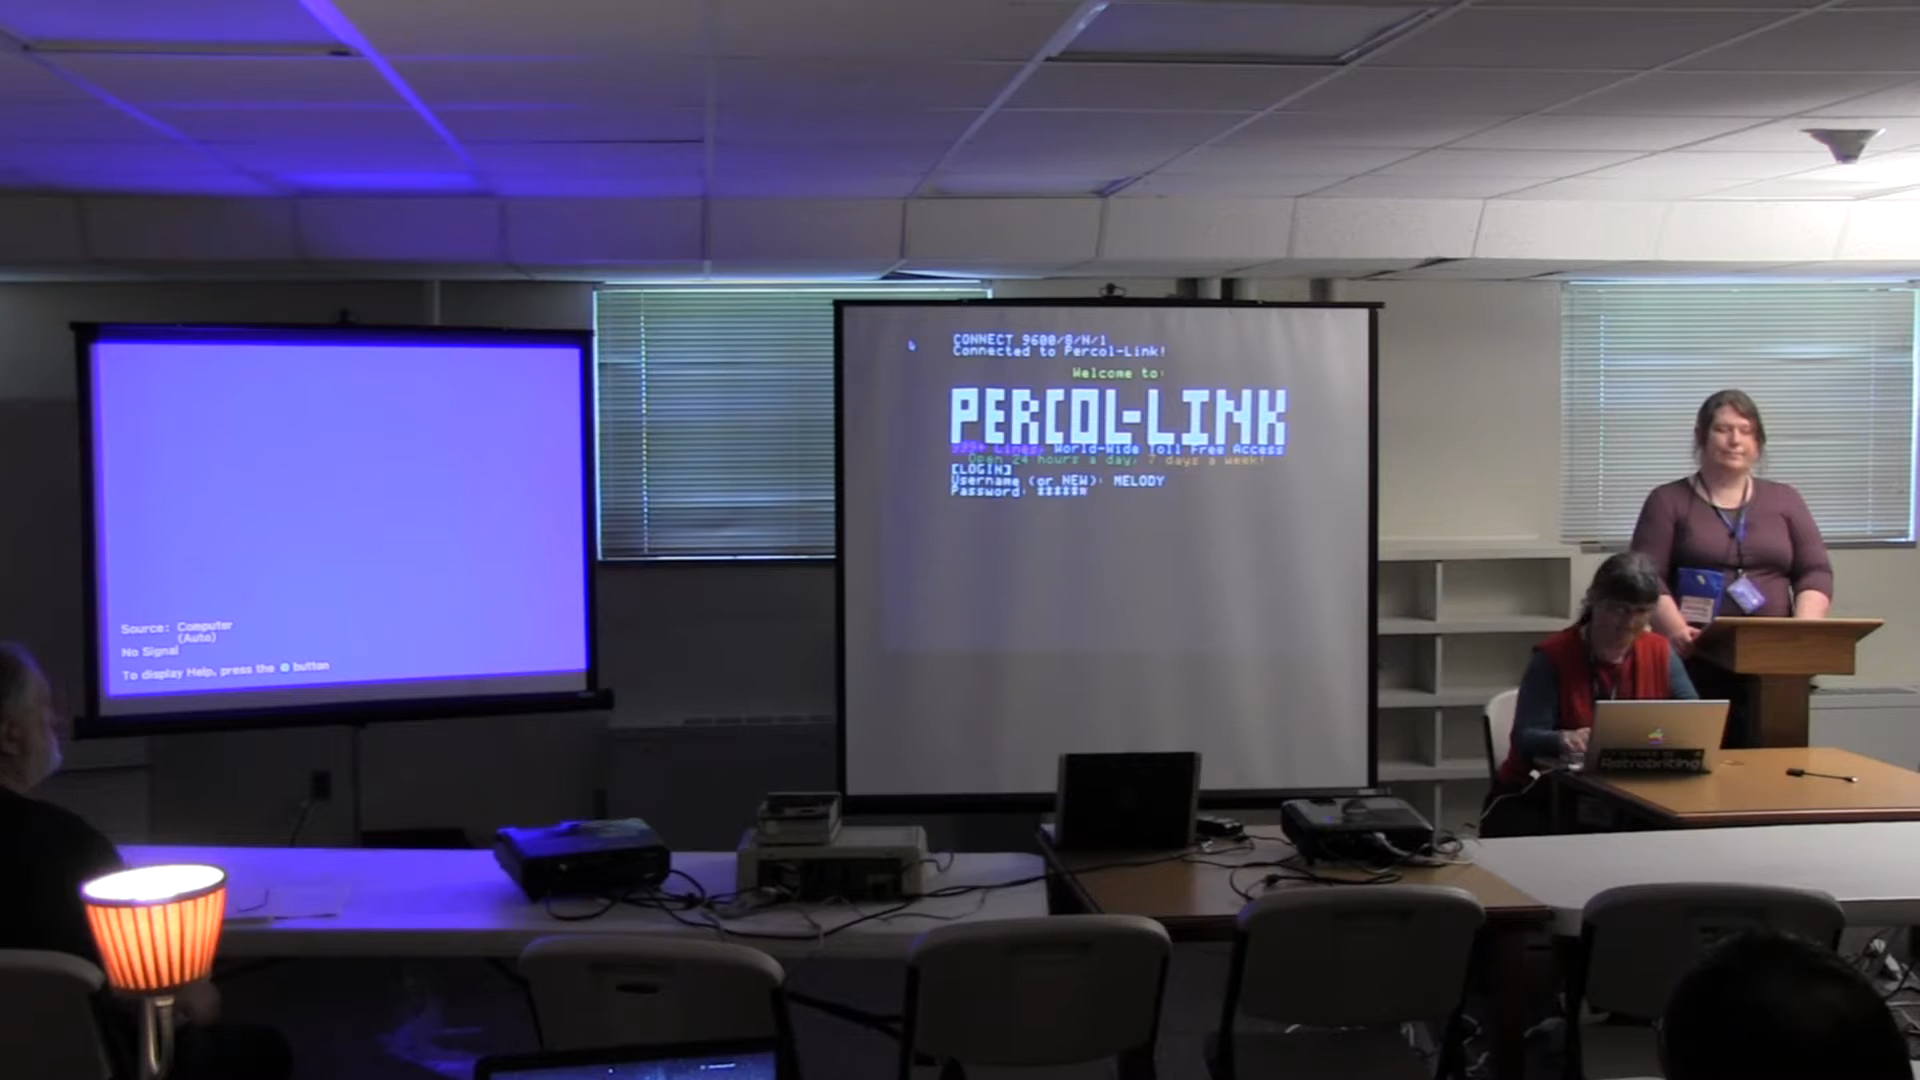 CONNECT 9600/8/N/1
Connected to Percol-Link!
Welcome to:
PERCOL-LINK
999+ Lines, World-Wide Toll Free Access
Open 24 hours a day, 7 days a week!
[LOGIN]
Username (or NEW): MELODY
Password: *****
Source: Computer
(Auto)
No Signal
To display Help, press the button
Retrobriting